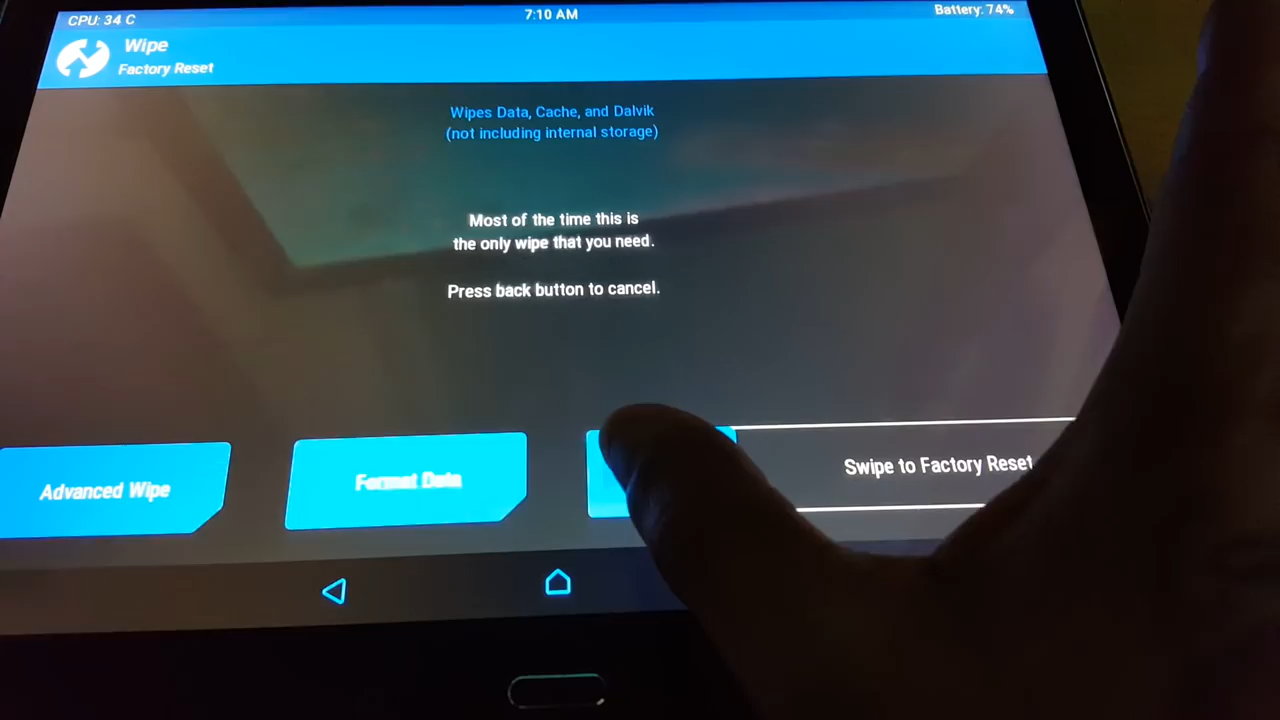 CPU: 34 C
7:10 AM
Battery: 74%
Wipe
Factory Reset
Wipes Data, Cache, and Dalvik
(not including internal storage)
Most of the time this is
the only wipe that you need.
Press back button to cancel.
Advanced Wipe
Format Data
Swipe to Factory Reset